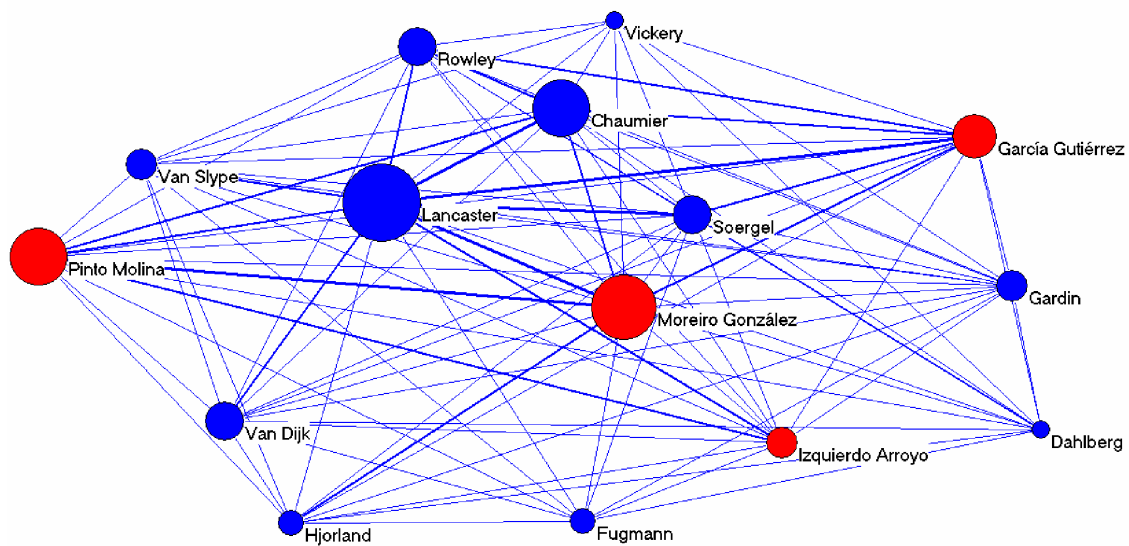 Vickery
Rowley
Chaumier
García Gutiérrez
Van Slype
Lancaster
Soergel
Pinto Molina
Gardin
Moreiro González
Van Dijk
Dahlberg
Izquierdo Arroyo
Hjorland
Fugmann